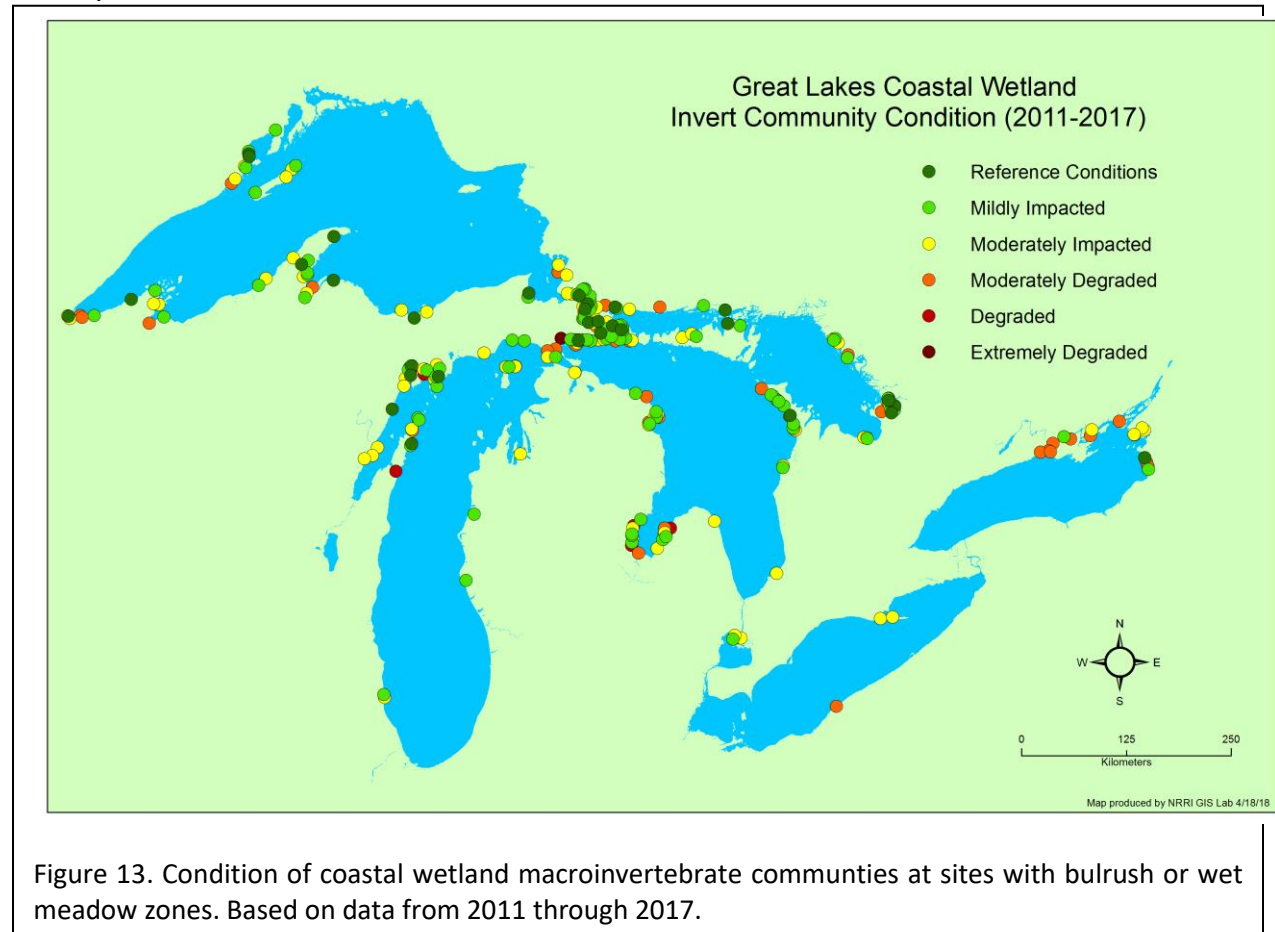 Great Lakes Coastal Wetland
Invert Community Condition (2011-2017)
Reference Conditions
Mildly Impacted
Moderately Impacted
Moderately Degraded
Degraded
Extremely Degraded
N
W E
S
0 125 250
Kilometers
Map produced by NRRI GIS Lab 4/18/18
Figure 13. Condition of coastal wetland macroinvertebrate communties at sites with bulrush or wet
meadow zones. Based on data from 2011 through 2017.